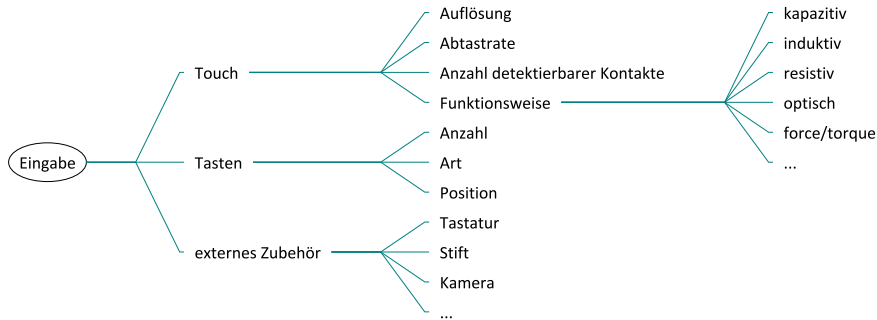 Eingabe
Touch
Auflösung
Abtastrate
Anzahl detektierbarer Kontakte
Funktionsweise
kapazitiv
induktiv
resistiv
optisch
force/torque
...
Tasten
Anzahl
Art
Position
externes Zubehör
Tastatur
Stift
Kamera
...